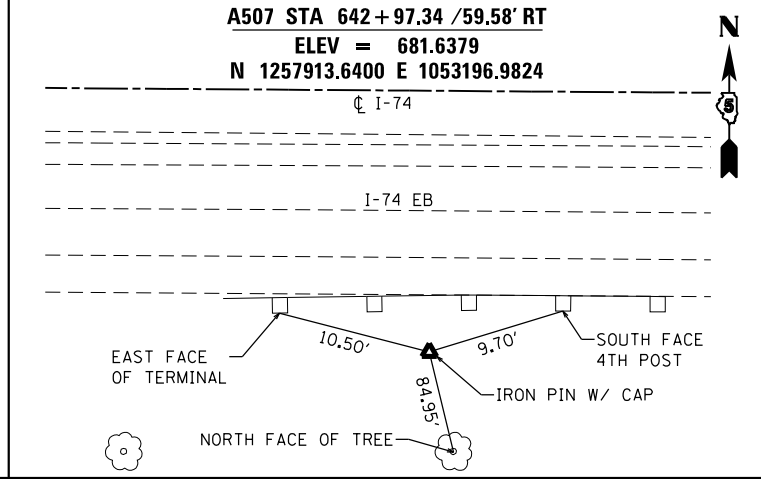 A507 STA 642+97.34 /59.58' RT
ELEV = 681.6379
N 1257913.6400 E 1053196.9824
N
5
℄ I-74
I-74 EB
10.50'
9.70'
EAST FACE
OF TERMINAL
SOUTH FACE
4TH POST
84.95'
IRON PIN W/ CAP
NORTH FACE OF TREE